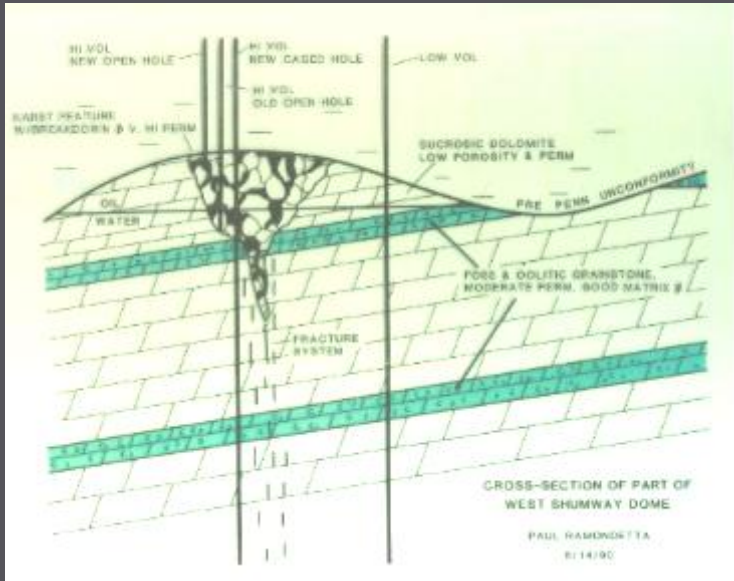 HI VOL
NEW OPEN HOLE
HI VOL
NEW CASED HOLE
HI VOL
OLD OPEN HOLE
LOW VOL
KARST FEATURE
W/BREAKDOWN Ø V. HI PERM
SUCROSIC DOLOMITE
LOW POROSITY & PERM
OIL
WATER
PRE PENN UNCONFORMITY
FOSS & OOLITIC GRAINSTONE,
MODERATE PERM, GOOD MATRIX Ø
FRACTURE
SYSTEM
CROSS-SECTION OF PART OF
WEST SHUMWAY DOME
PAUL RAMONDETTA
/14/90